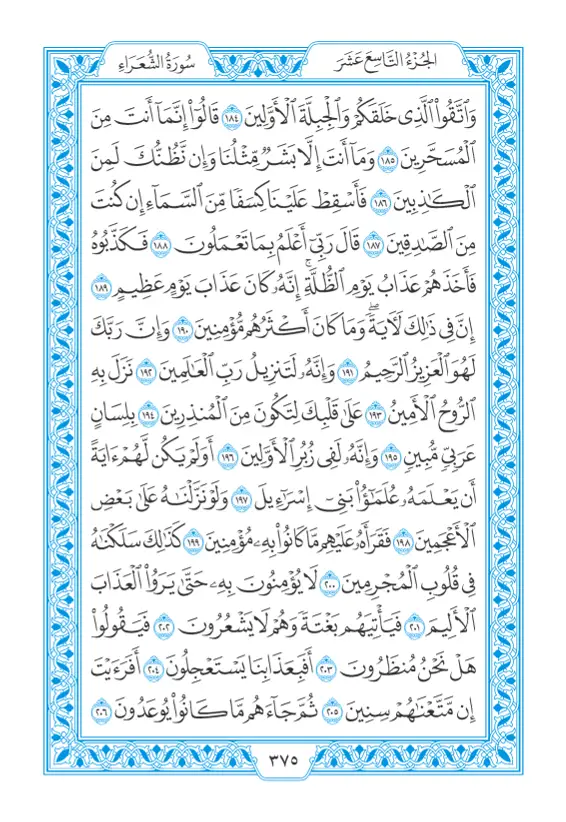 الجُزْءُ التَّاسِعَ عَشَرَ
سُورَةُ الشُّعَرَاءِ
وَٱتَّقُواْ ٱلَّذِي خَلَقَكُمْ وَٱلْجِبِلَّةَ ٱلْأَوَّلِينَ ١٨٤ قَالُوٓاْ إِنَّمَآ أَنتَ مِنَ
ٱلْمُسَحَّرِينَ ١٨٥ وَمَآ أَنتَ إِلَّا بَشَرٞ مِّثْلُنَا وَإِن نَّظُنُّكَ لَمِنَ
ٱلْكَٰذِبِينَ ١٨٦ فَأَسْقِطْ عَلَيْنَا كِسَفٗا مِّنَ ٱلسَّمَآءِ إِن كُنتَ
مِنَ ٱلصَّٰدِقِينَ ١٨٧ قَالَ رَبِّيٓ أَعْلَمُ بِمَا تَعْمَلُونَ ١٨٨ فَكَذَّبُوهُ
فَأَخَذَهُمْ عَذَابُ يَوْمِ ٱلظُّلَّةِۚ إِنَّهُۥ كَانَ عَذَابَ يَوْمٍ عَظِيمٍ ١٨٩
إِنَّ فِي ذَٰلِكَ لَأٓيَةٗۖ وَمَا كَانَ أَكْثَرُهُم مُّؤْمِنِينَ ١٩٠ وَإِنَّ رَبَّكَ
لَهُوَ ٱلْعَزِيزُ ٱلرَّحِيمُ ١٩١ وَإِنَّهُۥ لَتَنزِيلُ رَبِّ ٱلْعَٰلَمِينَ ١٩٢ نَزَلَ بِهِ
ٱلرُّوحُ ٱلْأَمِينُ ١٩٣ عَلَىٰ قَلْبِكَ لِتَكُونَ مِنَ ٱلْمُنذِرِينَ ١٩٤ بِلِسَانٍ
عَرَبِيّٖ مُّبِينٖ ١٩٥ وَإِنَّهُۥ لَفِي زُبُرِ ٱلْأَوَّلِينَ ١٩٦ أَوَلَمْ يَكُن لَّهُمْ ءَايَةً
أَن يَعْلَمَهُۥ عُلَمَٰٓؤُاْ بَنِيٓ إِسْرَٰٓءِيلَ ١٩٧ وَلَوْ نَزَّلْنَٰهُ عَلَىٰ بَعْضِ
ٱلْأَعْجَمِينَ ١٩٨ فَقَرَأَهُۥ عَلَيْهِم مَّا كَانُواْ بِهِۦ مُؤْمِنِينَ ١٩٩ كَذَٰلِكَ سَلَكْنَٰهُ
فِي قُلُوبِ ٱلْمُجْرِمِينَ ٢٠٠ لَا يُؤْمِنُونَ بِهِۦ حَتَّىٰ يَرَوُاْ ٱلْعَذَابَ
ٱلْأَلِيمَ ٢٠١ فَيَأْتِيَهُم بَغْتَةٗ وَهُمْ لَا يَشْعُرُونَ ٢٠٢ فَيَقُولُواْ
هَلْ نَحْنُ مُنظَرُونَ ٢٠٣ أَفَبِعَذَابِنَا يَسْتَعْجِلُونَ ٢٠٤ أَفَرَءَيْتَ
إِن مَّتَّعْنَٰهُمْ سِنِينَ ٢٠٥ ثُمَّ جَآءَهُم مَّا كَانُواْ يُوعَدُونَ ٢٠٦
٣٧٥